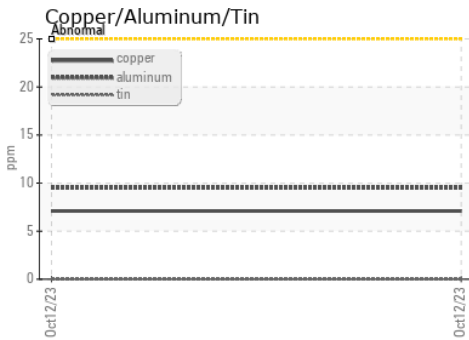 Copper/Aluminum/Tin
Abnormal
25
20
15
10
5
0
ppm
copper
aluminum
tin
Oct12/23
Oct12/23